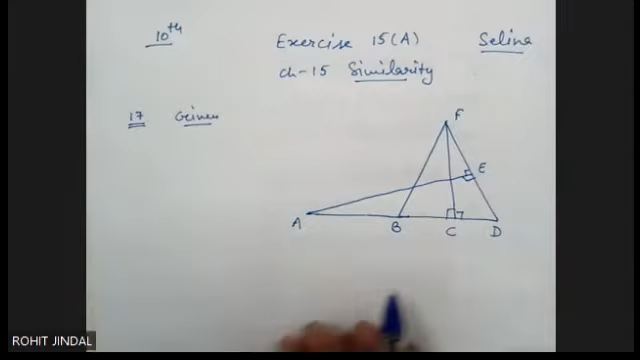 10th
Exercise 15(A) Selina
ch-15 Similarity
17 Given
F
E
A
B
C
D
ROHIT JINDAL